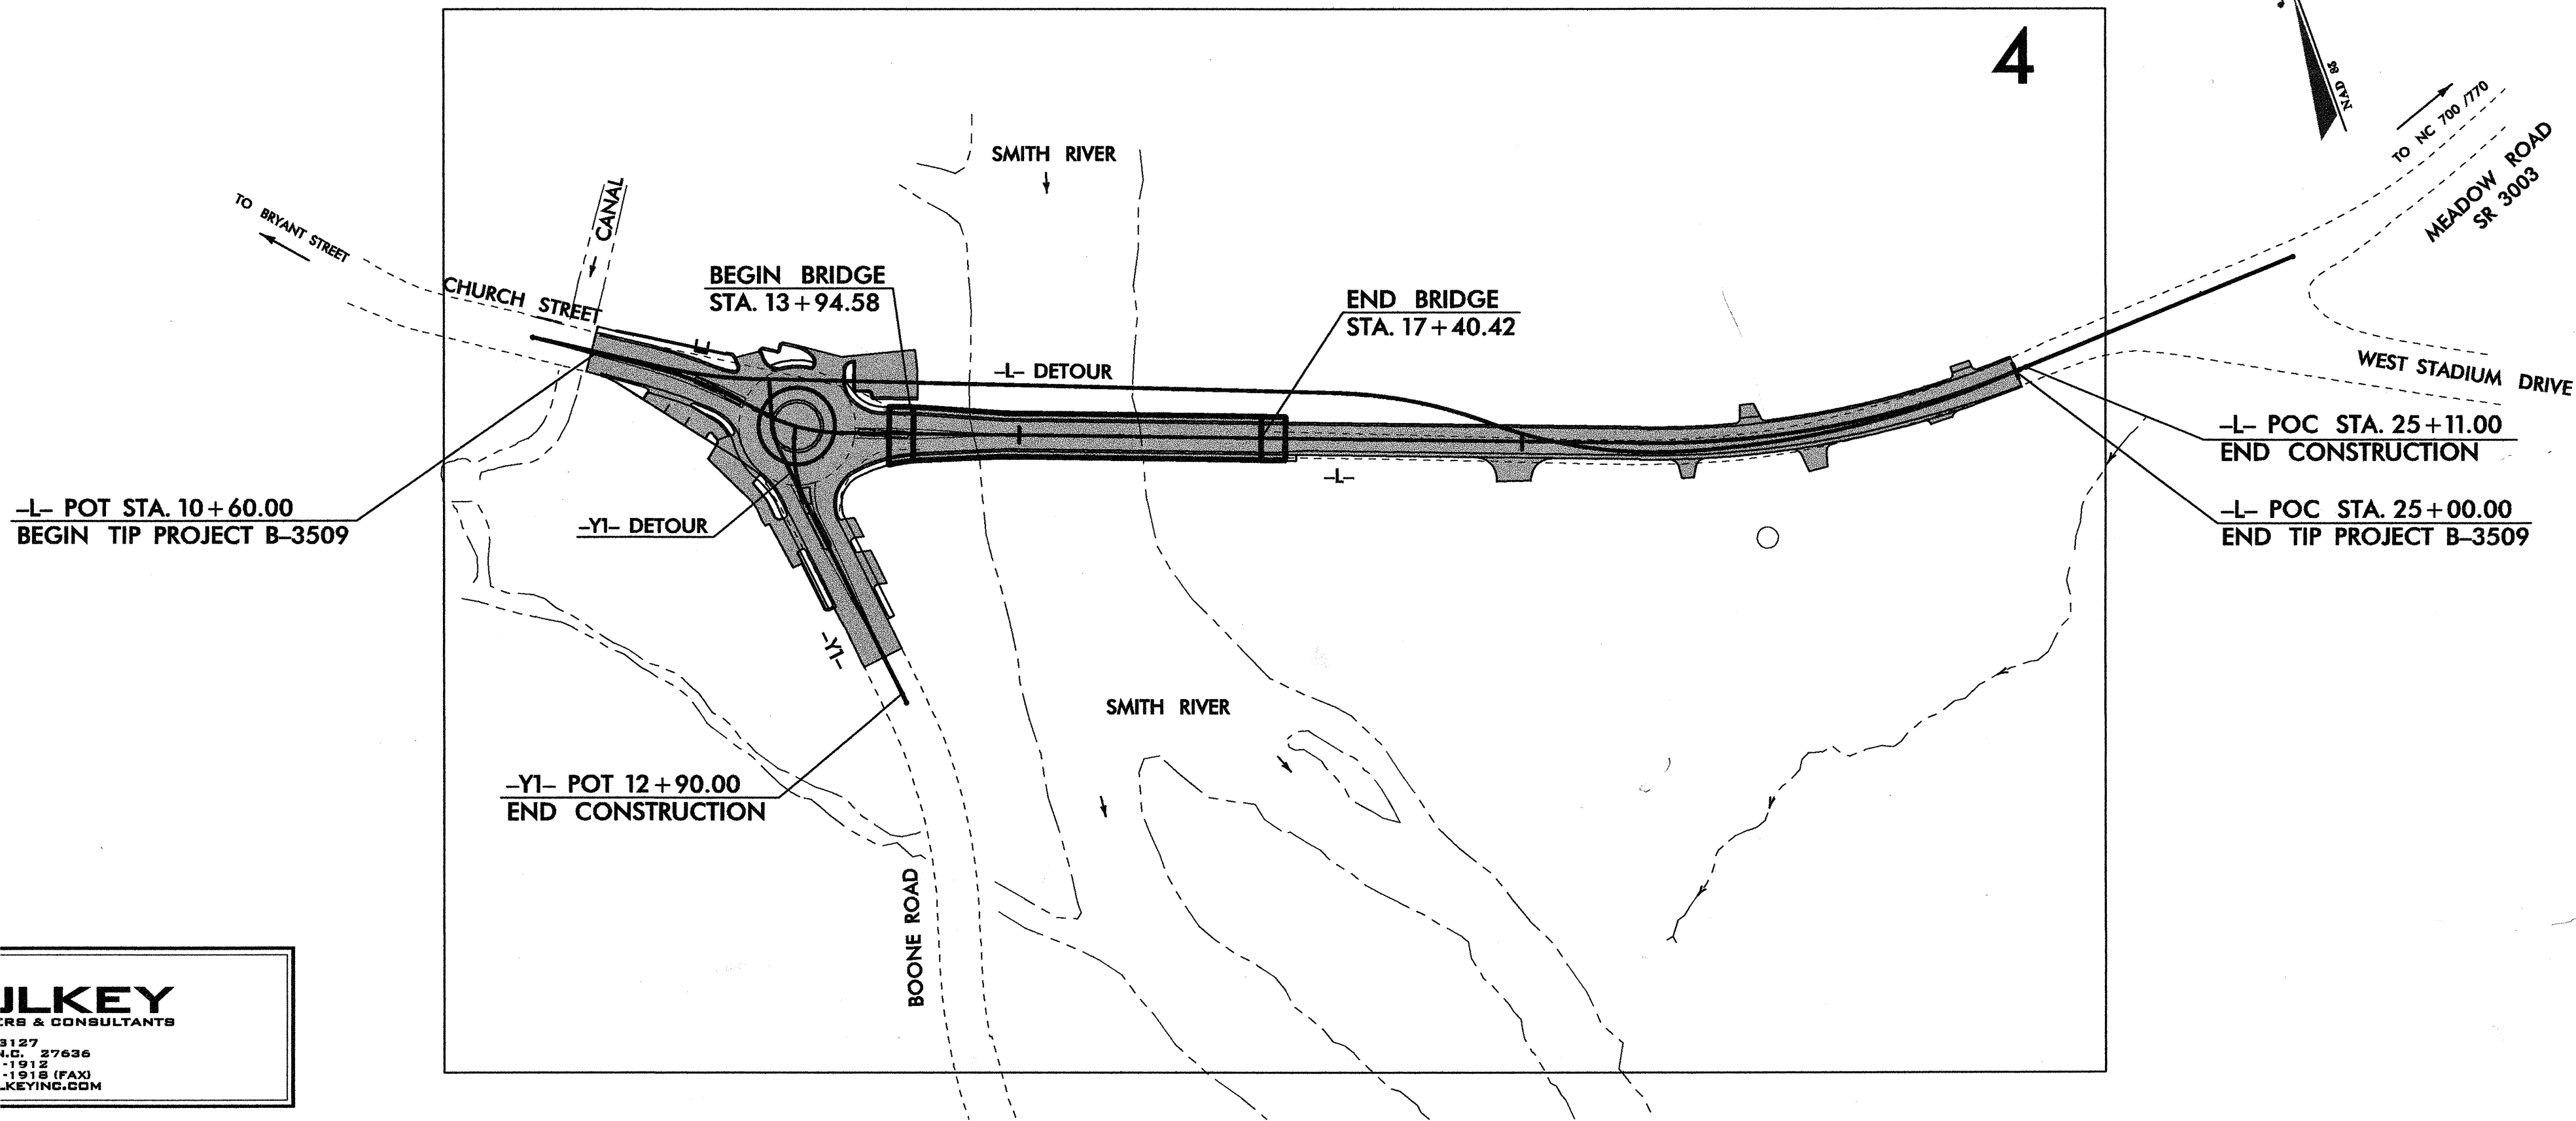 4
NAD 83
TO NC 700 /770
MEADOW ROAD
SR 3003
SMITH RIVER
CANAL
TO BRYANT STREET
CHURCH STREET
BEGIN BRIDGE
STA. 13+94.58
END BRIDGE
STA. 17+40.42
-L-
-L- DETOUR
WEST STADIUM DRIVE
-L- POC STA. 25+11.00
END CONSTRUCTION
-L- POT STA. 10+60.00
BEGIN TIP PROJECT B-3509
-Y1- DETOUR
-L-
-L- POC STA. 25+00.00
END TIP PROJECT B-3509
-Y1-
SMITH RIVER
-Y1- POT 12+90.00
END CONSTRUCTION
BOONE ROAD
ULKEY
ERS & CONSULTANTS
3127
N.C. 27636
-1912
-1918 (FAX)
LKEYINC.COM